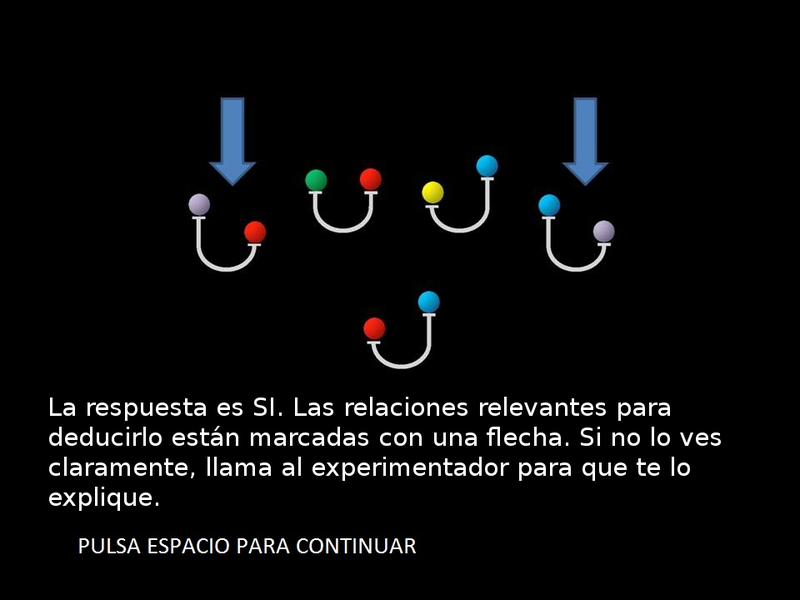 La respuesta es SI. Las relaciones relevantes para
deducirlo están marcadas con una flecha. Si no lo ves
claramente, llama al experimentador para que te lo
explique.
PULSA ESPACIO PARA CONTINUAR